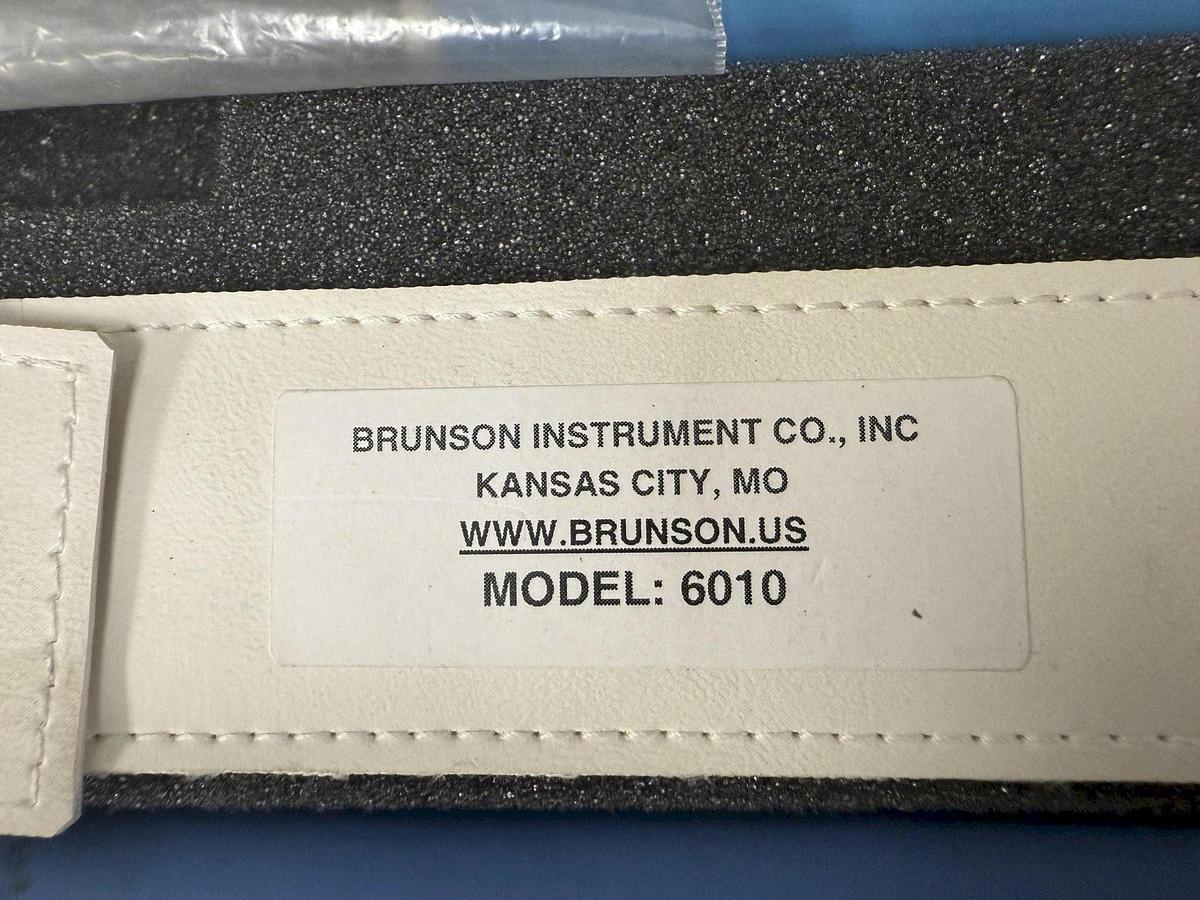 BRUNSON INSTRUMENT CO., INC
KANSAS CITY, MO
WWW.BRUNSON.US
MODEL: 6010